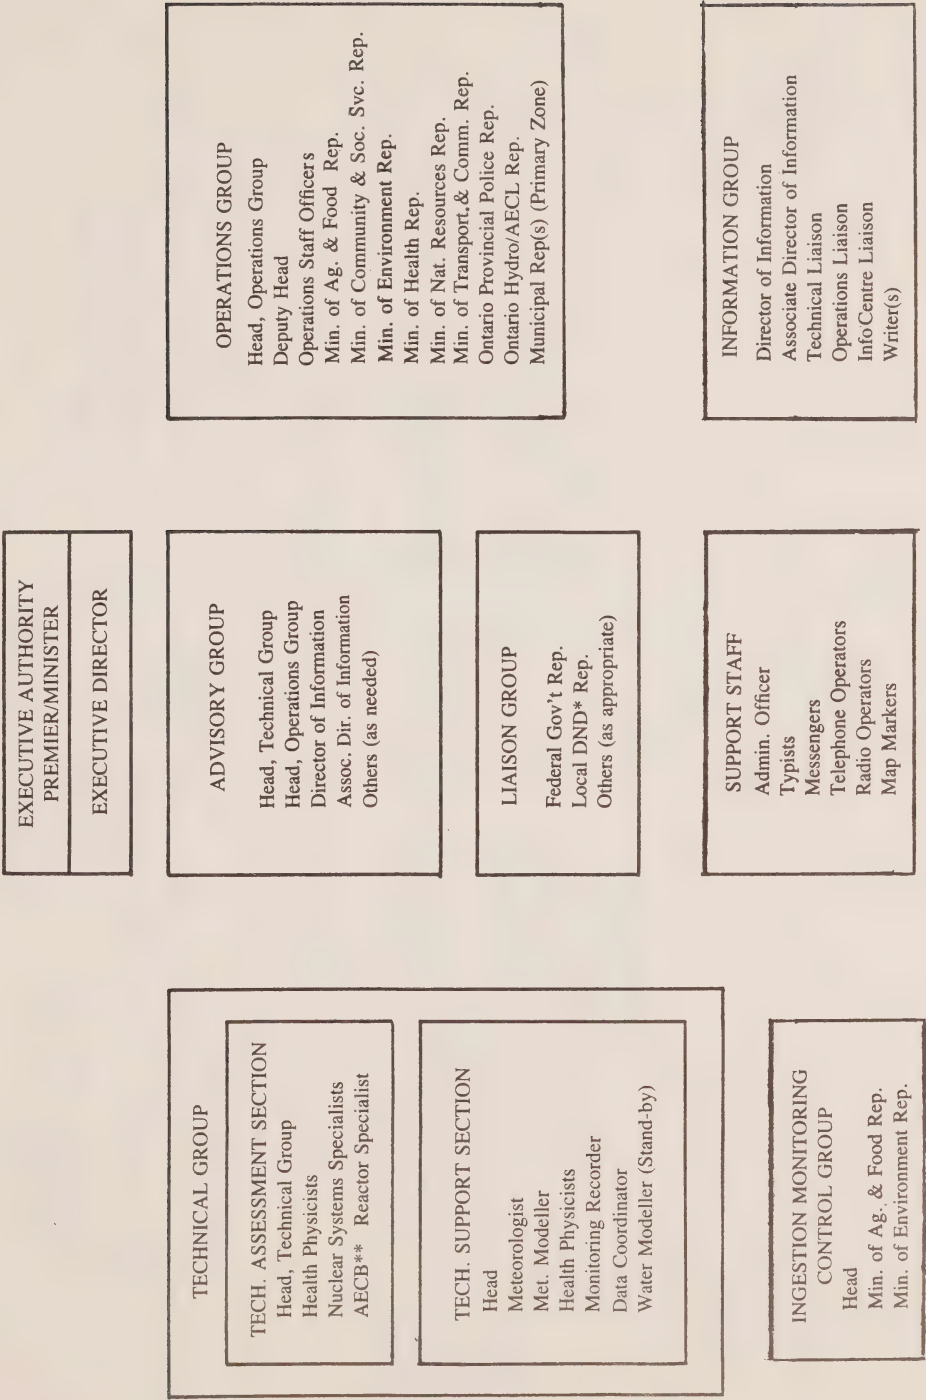 EXECUTIVE AUTHORITY
PREMIER/MINISTER
EXECUTIVE DIRECTOR
TECHNICAL GROUP
TECH. ASSESSMENT SECTION
Head, Technical Group
Health Physicists
Nuclear Systems Specialists
AECB** Reactor Specialist
TECH. SUPPORT SECTION
Head
Meteorologist
Met. Modeller
Health Physicists
Monitoring Recorder
Data Coordinator
Water Modeller (Stand-by)
INGESTION MONITORING
CONTROL GROUP
Head
Min. of Ag. & Food Rep.
Min. of Environment Rep.
ADVISORY GROUP
Head, Technical Group
Head, Operations Group
Director of Information
Assoc. Dir. of Information
Others (as needed)
LIAISON GROUP
Federal Gov't Rep.
Local DND* Rep.
Others (as appropriate)
SUPPORT STAFF
Admin. Officer
Typists
Messengers
Telephone Operators
Radio Operators
Map Markers
OPERATIONS GROUP
Head, Operations Group
Deputy Head
Operations Staff Officers
Min. of Ag. & Food Rep.
Min. of Community & Soc. Svc. Rep.
Min. of Environment Rep.
Min. of Health Rep.
Min. of Nat. Resources Rep.
Min. of Transport.& Comm. Rep.
Ontario Provincial Police Rep.
Ontario Hydro/AECL Rep.
Municipal Rep(s) (Primary Zone)
INFORMATION GROUP
Director of Information
Associate Director of Information
Technical Liaison
Operations Liaison
Info Centre Liaison
Writer(s)